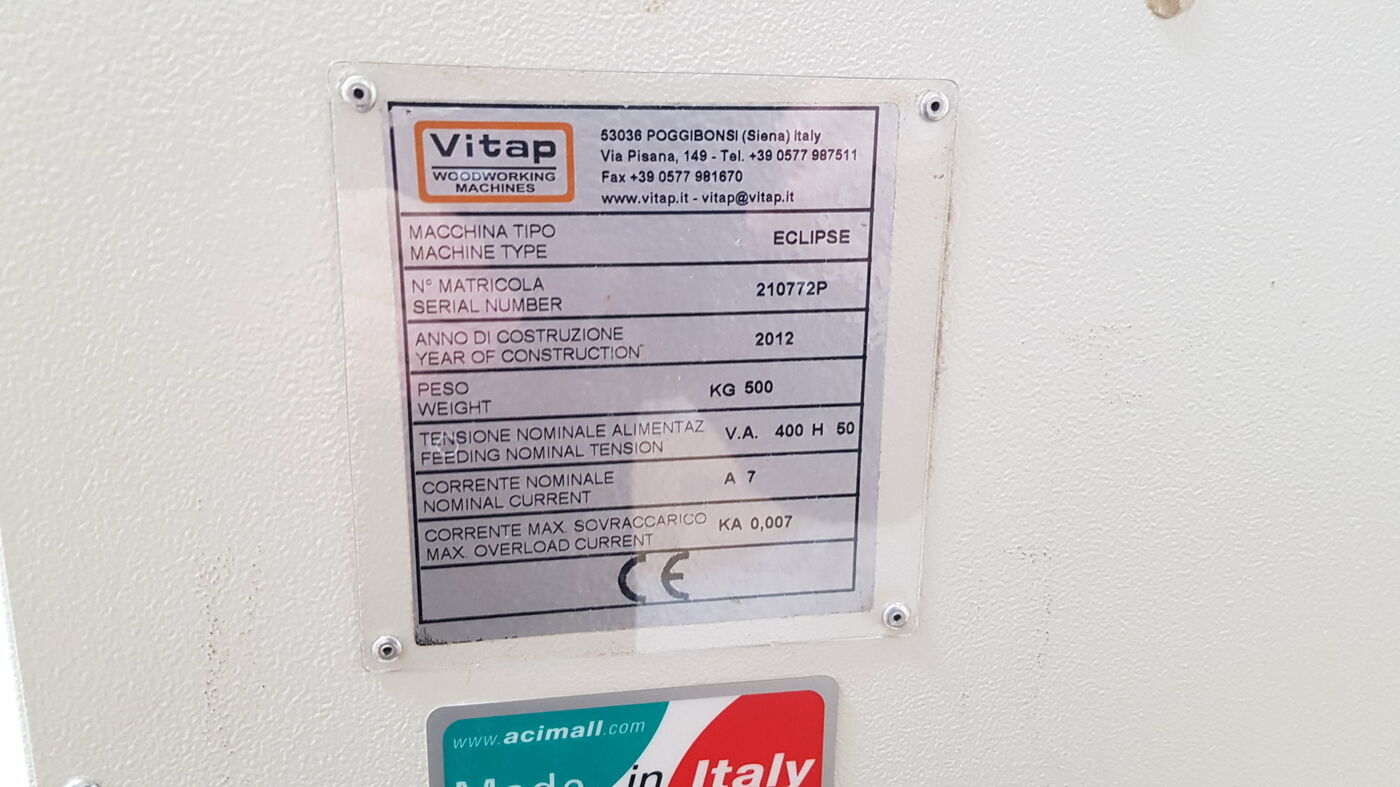 Vitap
WOODWORKING
MACHINES
53036 POGGIBONSI (Siena) Italy
Via Pisana, 149 - Tel. +39 0577 987511
Fax +39 0577 981670
www.vitap.it - vitap@vitap.it
MACCHINA TIPO
MACHINE TYPE
ECLIPSE
N° MATRICOLA
SERIAL NUMBER
210772P
ANNO DI COSTRUZIONE
YEAR OF CONSTRUCTION
2012
PESO
WEIGHT
KG 500
TENSIONE NOMINALE ALIMENTAZ
FEEDING NOMINAL TENSION
V.A. 400 H 50
CORRENTE NOMINALE
NOMINAL CURRENT
A 7
CORRENTE MAX. SOVRACCARICO
MAX. OVERLOAD CURRENT
KA 0,007
CE
www.acimall.com
Made in Italy